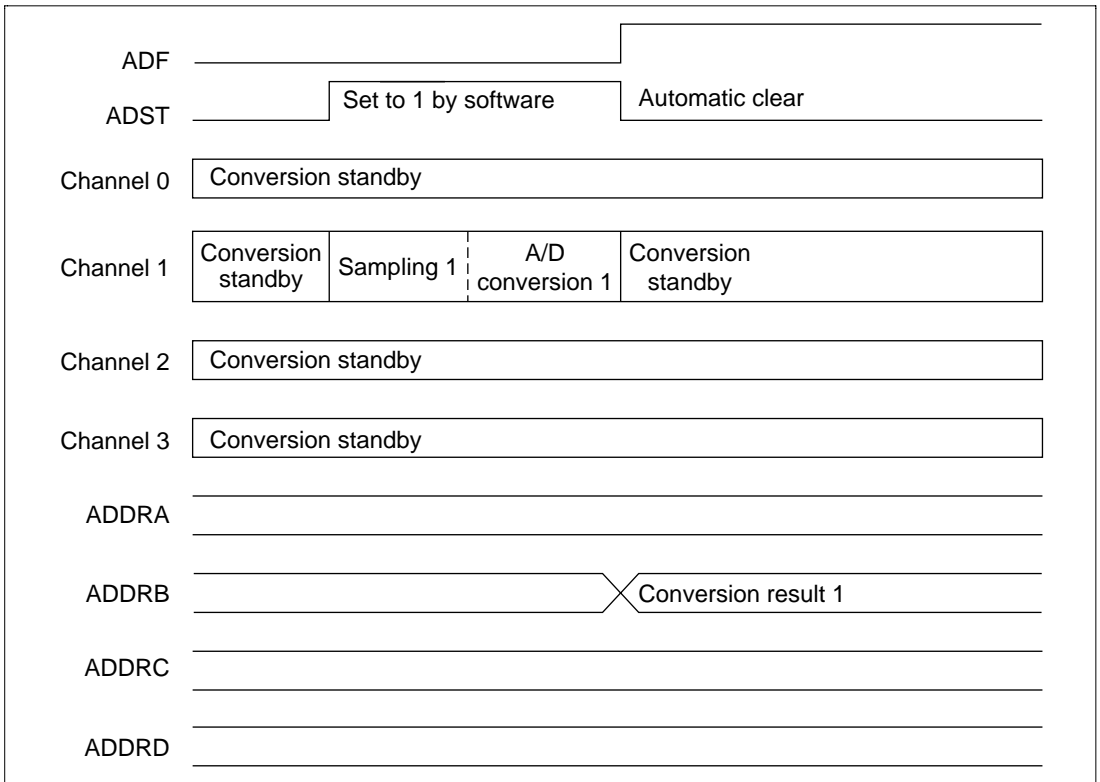 ADF
ADST
Set to 1 by software
Automatic clear
Channel 0
Conversion standby
Channel 1
Conversion
standby
Sampling 1
A/D
conversion 1
Conversion
standby
Channel 2
Conversion standby
Channel 3
Conversion standby
ADDRA
ADDRB
Conversion result 1
ADDRC
ADDRD